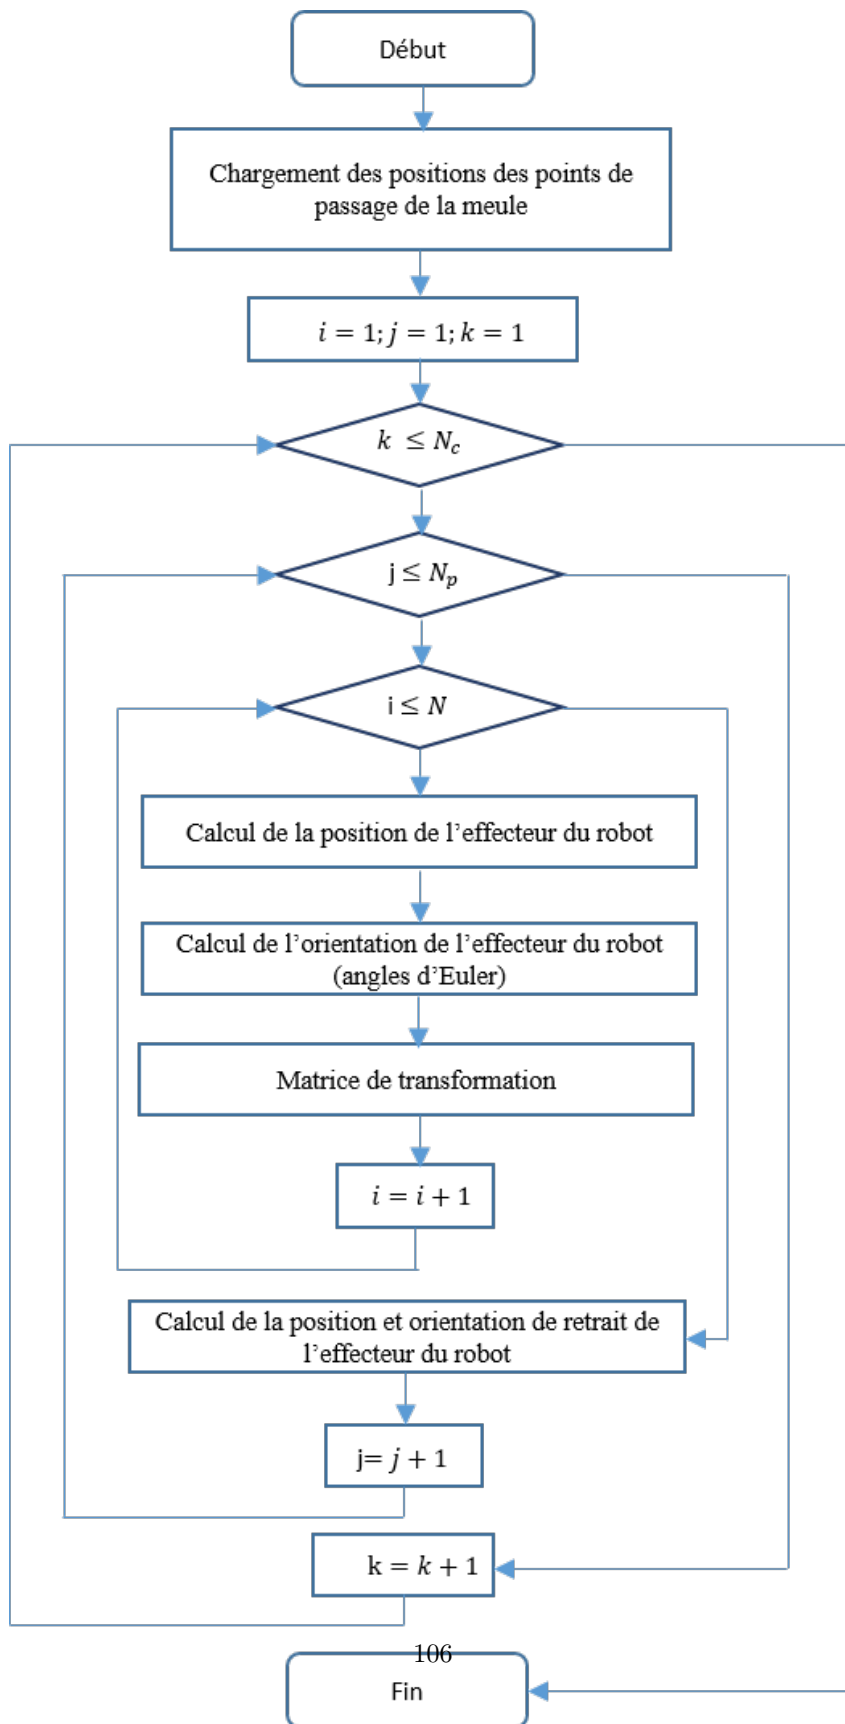 Début
Chargement des positions des points de
passage de la meule
i = 1; j = 1; k = 1
k ≤ N_c
j ≤ N_p
i ≤ N
Calcul de la position de l’effecteur du robot
Calcul de l’orientation de l’effecteur du robot
(angles d’Euler)
Matrice de transformation
i = i + 1
Calcul de la position et orientation de retrait de
l’effecteur du robot
j= j + 1
k = k + 1
106
Fin